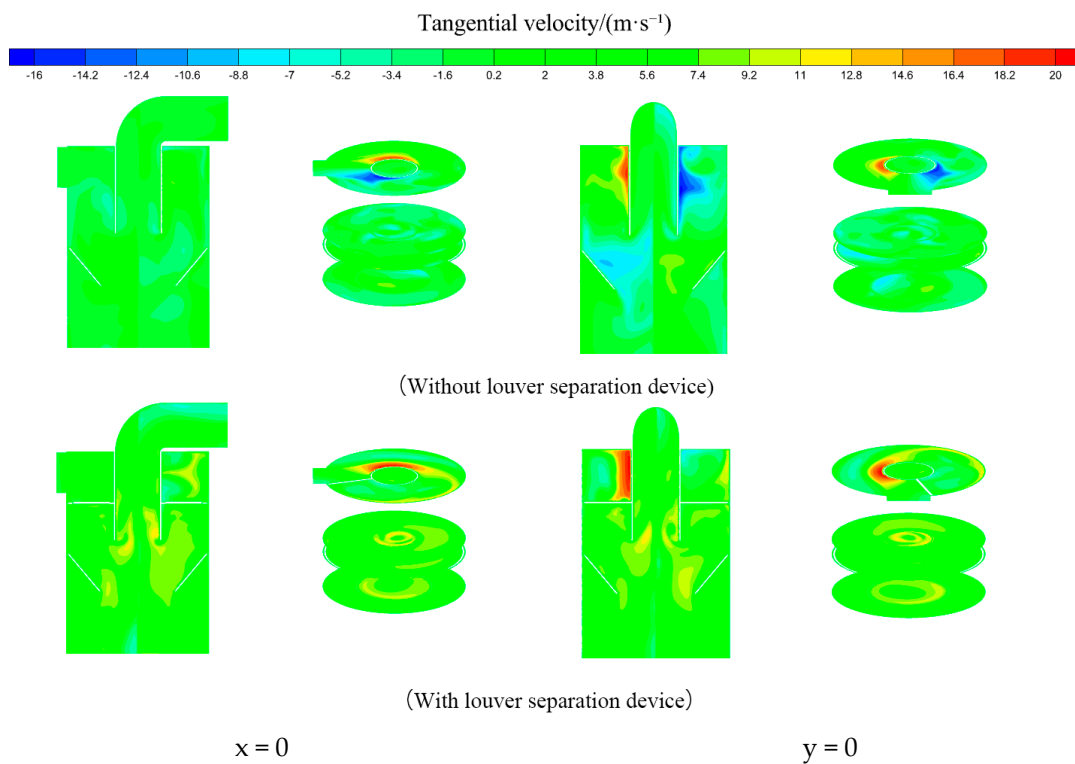 Tangential velocity/(m·s⁻¹)
-16 -14.2 -12.4 -10.6 -8.8 -7 -5.2 -3.4 -1.6 0.2 2 3.8 5.6 7.4 9.2 11 12.8 14.6 16.4 18.2 20
（Without louver separation device)
（With louver separation device）
x = 0 y = 0